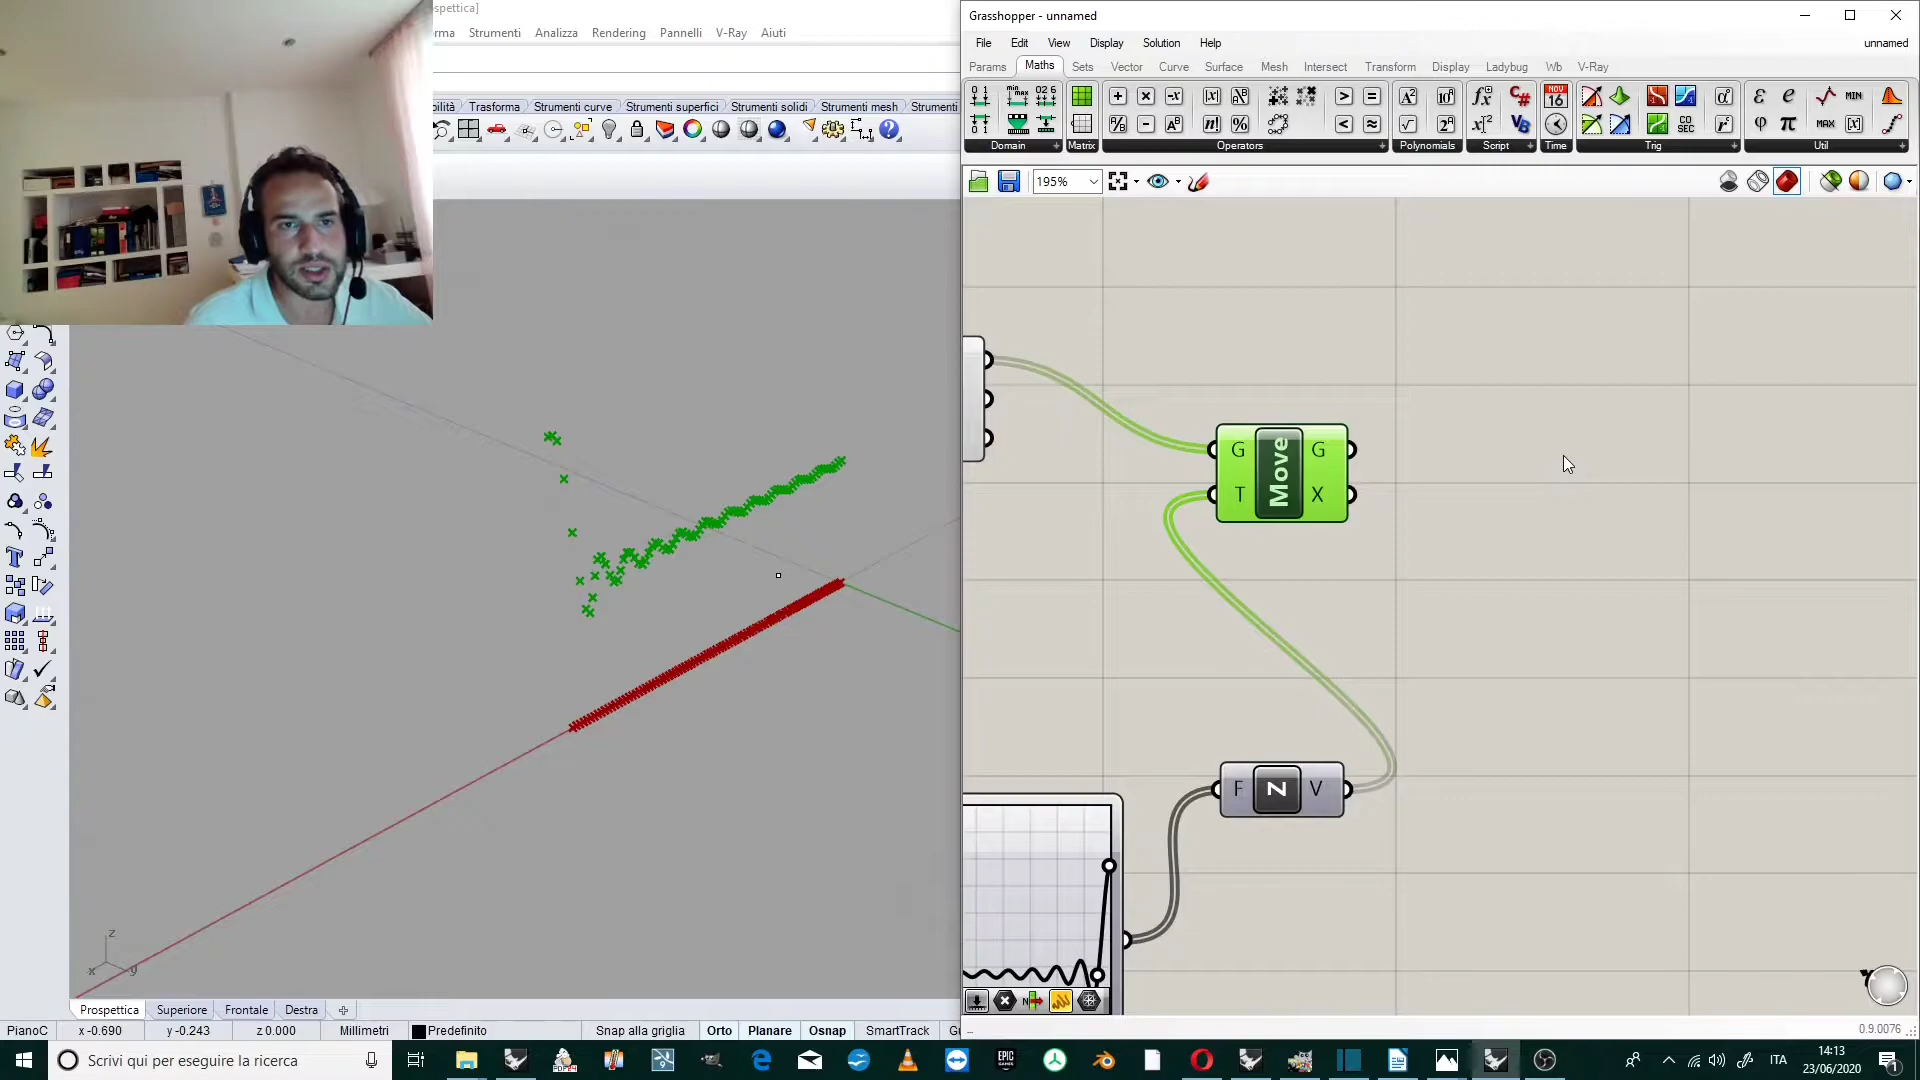 spettica]
Grasshopper - unnamed
rma Strumenti Analizza Rendering Pannelli V-Ray Aiuti
File Edit View Display Solution Help unnamed
Params Maths Sets Vector Curve Surface Mesh Intersect Transform Display Ladybug Wb V-Ray
bilità Trasforma Strumenti curve Strumenti superfici Strumenti solidi Strumenti mesh Strumenti
Domain Matrix Operators Polynomials Script Time Trig Util
195%
G Move G
T X
F Z V
z
x y
Prospettica Superiore Frontale Destra
PianoC x -0.690 y -0.243 z 0.000 Millimetri Predefinito Snap alla griglia Orto Planare Osnap SmartTrack
0.9.0076
Scrivi qui per eseguire la ricerca
ITA
14:13
23/06/2020